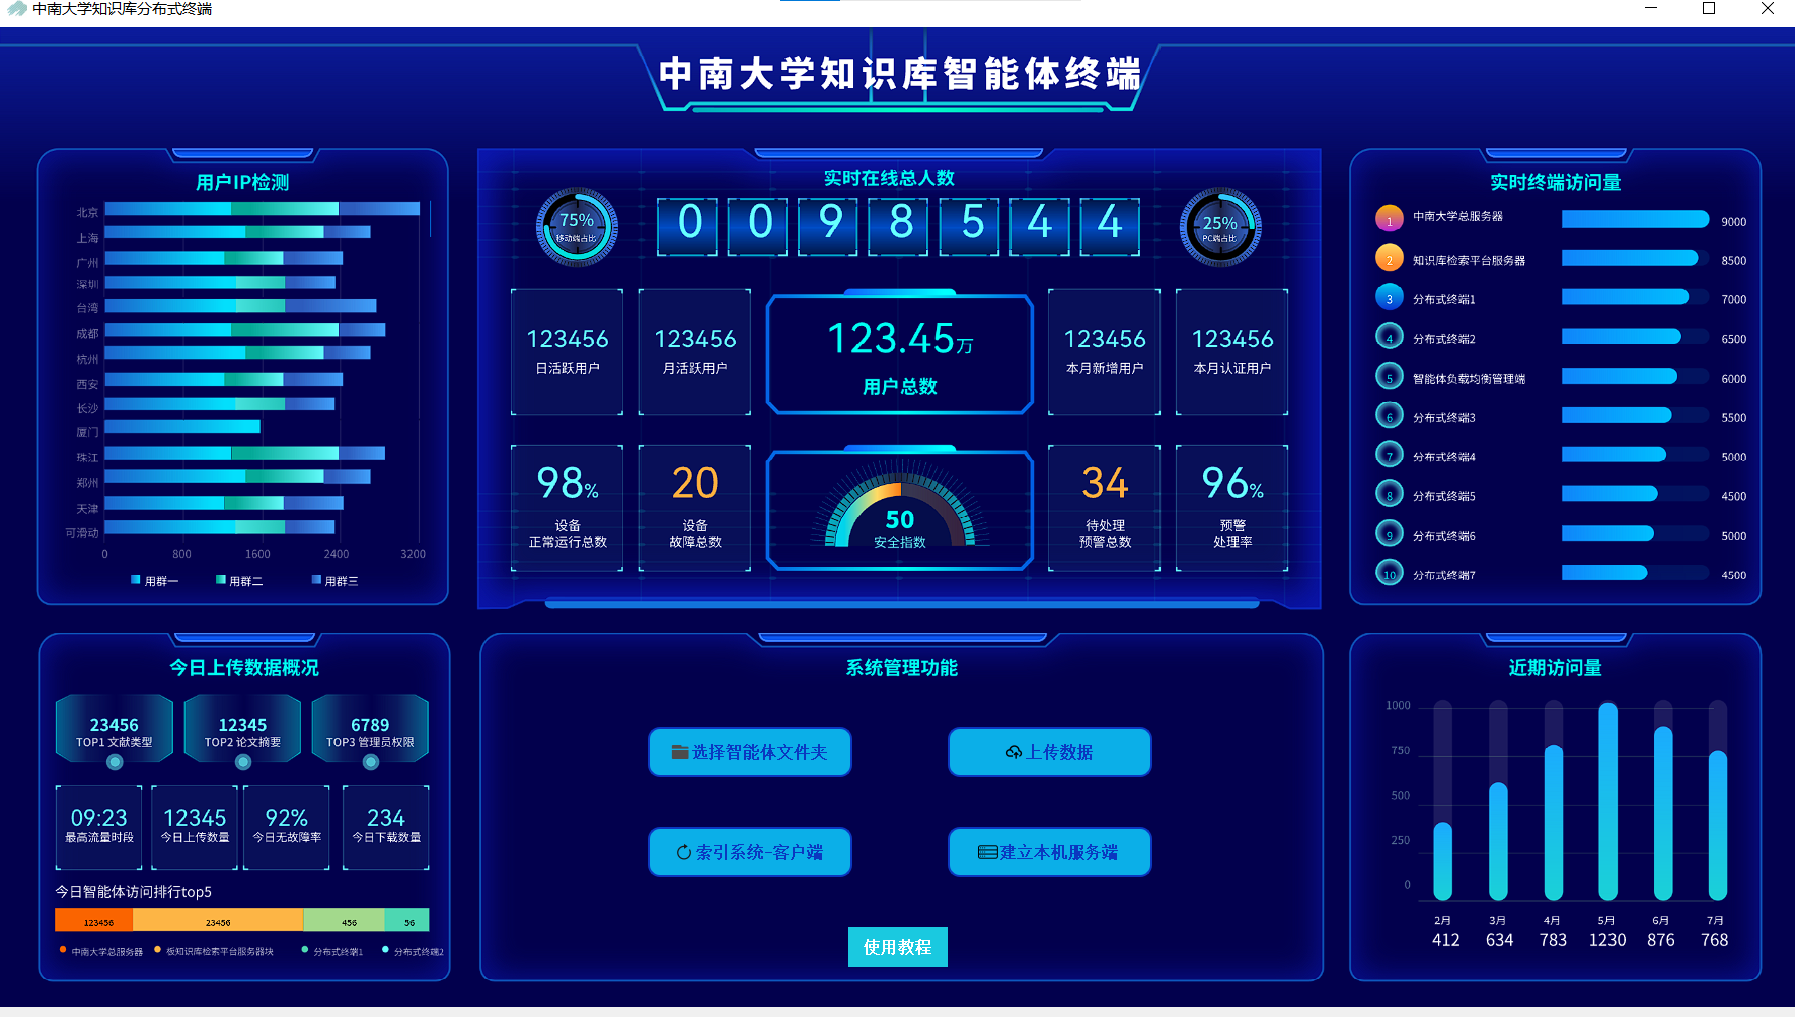 中南大学知识库分布式终端
中南大学知识库智能体终端
用户IP检测
北京
上海
广州
深圳
台湾
成都
杭州
西安
长沙
厦门
珠江
郑州
天津
可滑动
0 800 1600 2400 3200
用群一 用群二 用群三
实时在线总人数
75%
移动端占比
0 0 9 8 5 4 4
25%
PC端占比
123456
日活跃用户
123456
月活跃用户
123.45万
用户总数
123456
本月新增用户
123456
本月认证用户
98%
设备
正常运行总数
20
设备
故障总数
50
安全指数
34
待处理
预警总数
96%
预警
处理率
实时终端访问量
1 中南大学总服务器 9000
2 知识库检索平台服务器 8500
3 分布式终端1 7000
4 分布式终端2 6500
5 智能体负载均衡管理端 6000
6 分布式终端3 5500
7 分布式终端4 5000
8 分布式终端5 4500
9 分布式终端6 5000
10 分布式终端7 4500
今日上传数据概况
23456
TOP1 文献类型
12345
TOP2 论文摘要
6789
TOP3 管理员权限
09:23
最高流量时段
12345
今日上传数量
92%
今日无故障率
234
今日下载数量
今日智能体访问排行top5
123456 23456 456 56
中南大学总服务器 板知识库检索平台服务器块 分布式终端1 分布式终端2
系统管理功能
选择智能体文件夹 上传数据
索引系统-客户端 建立本机服务端
使用教程
近期访问量
1000
750
500
250
0
2月 3月 4月 5月 6月 7月
412 634 783 1230 876 768